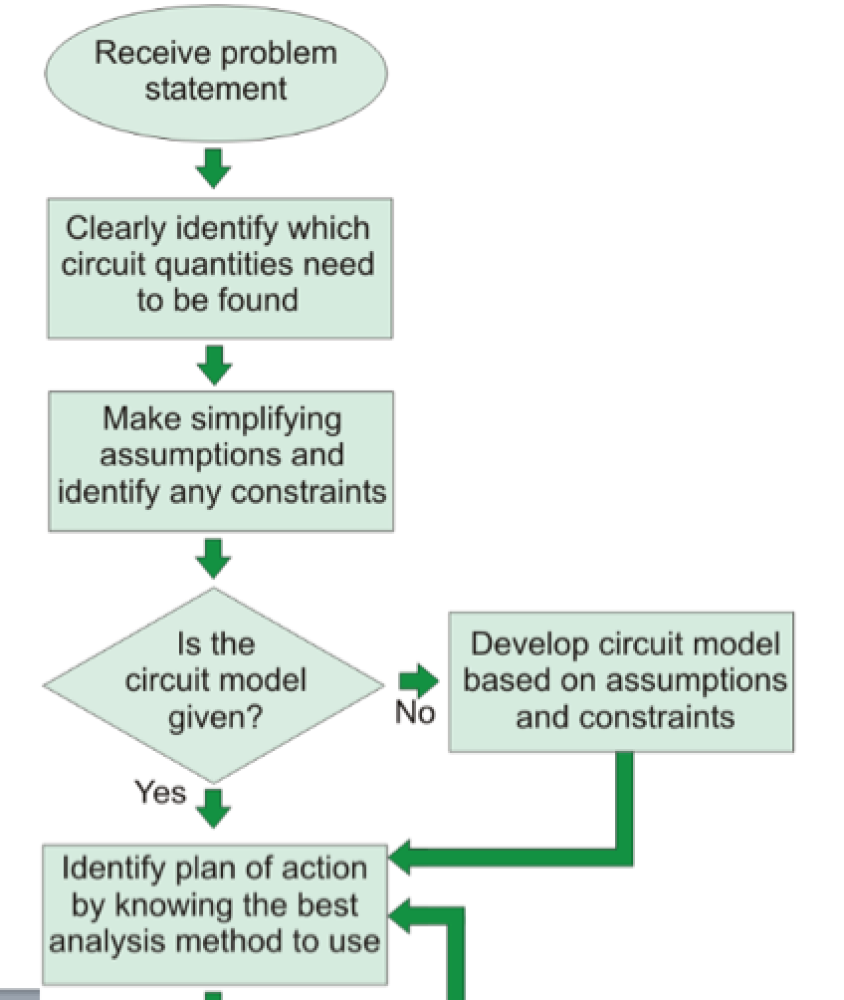 Receive problem
statement
Clearly identify which
circuit quantities need
to be found
Make simplifying
assumptions and
identify any constraints
Is the
circuit model
given?
No
Develop circuit model
based on assumptions
and constraints
Yes
Identify plan of action
by knowing the best
analysis method to use